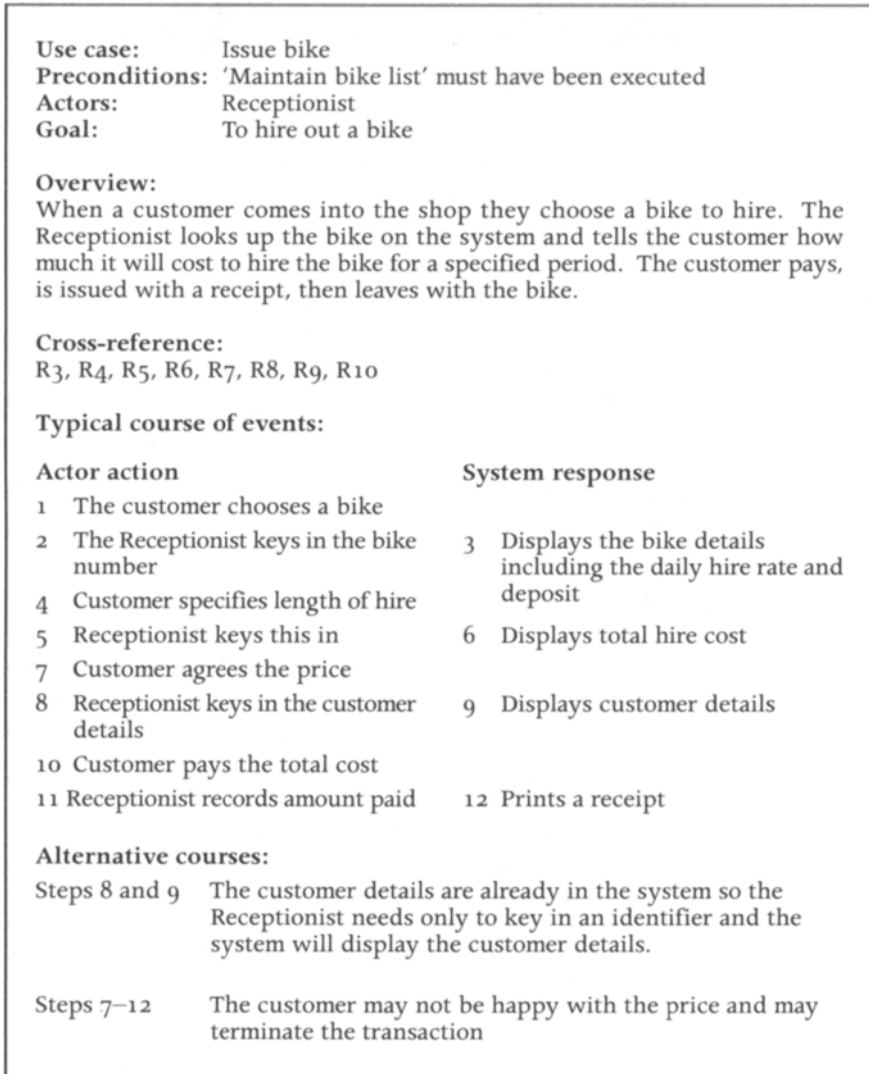 Use case: Issue bike
Preconditions: 'Maintain bike list' must have been executed
Actors: Receptionist
Goal: To hire out a bike
Overview:
When a customer comes into the shop they choose a bike to hire. The
Receptionist looks up the bike on the system and tells the customer how
much it will cost to hire the bike for a specified period. The customer pays,
is issued with a receipt, then leaves with the bike.
Cross-reference:
R3, R4, R5, R6, R7, R8, R9, R10
Typical course of events:
Actor action System response
1 The customer chooses a bike
2 The Receptionist keys in the bike
number
3 Displays the bike details
including the daily hire rate and
deposit
4 Customer specifies length of hire
5 Receptionist keys this in
6 Displays total hire cost
7 Customer agrees the price
8 Receptionist keys in the customer
details
9 Displays customer details
10 Customer pays the total cost
11 Receptionist records amount paid
12 Prints a receipt
Alternative courses:
Steps 8 and 9 The customer details are already in the system so the
Receptionist needs only to key in an identifier and the
system will display the customer details.
Steps 7–12 The customer may not be happy with the price and may
terminate the transaction